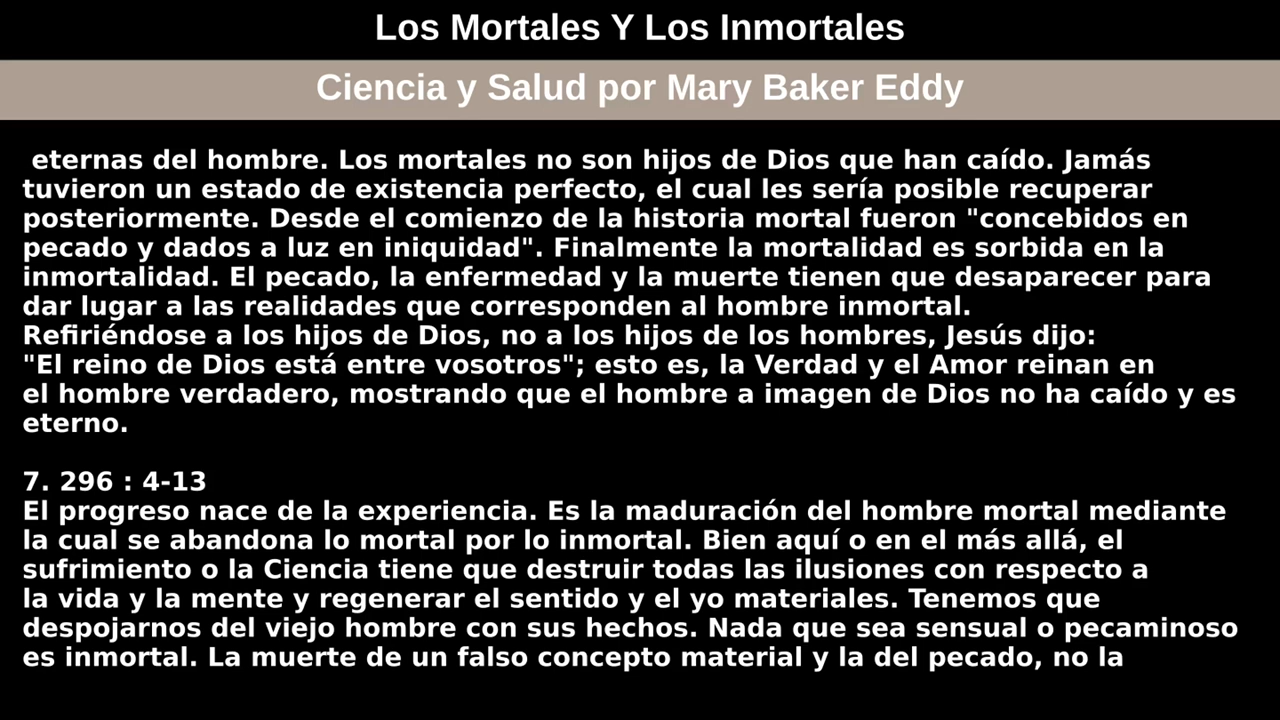 Los Mortales Y Los Inmortales
Ciencia y Salud por Mary Baker Eddy
eternas del hombre. Los mortales no son hijos de Dios que han caído. Jamás
tuvieron un estado de existencia perfecto, el cual les sería posible recuperar
posteriormente. Desde el comienzo de la historia mortal fueron "concebidos en
pecado y dados a luz en iniquidad". Finalmente la mortalidad es sorbida en la
inmortalidad. El pecado, la enfermedad y la muerte tienen que desaparecer para
dar lugar a las realidades que corresponden al hombre inmortal.
Refiriéndose a los hijos de Dios, no a los hijos de los hombres, Jesús dijo:
"El reino de Dios está entre vosotros"; esto es, la Verdad y el Amor reinan en
el hombre verdadero, mostrando que el hombre a imagen de Dios no ha caído y es
eterno.
7. 296 : 4-13
El progreso nace de la experiencia. Es la maduración del hombre mortal mediante
la cual se abandona lo mortal por lo inmortal. Bien aquí o en el más allá, el
sufrimiento o la Ciencia tiene que destruir todas las ilusiones con respecto a
la vida y la mente y regenerar el sentido y el yo materiales. Tenemos que
despojarnos del viejo hombre con sus hechos. Nada que sea sensual o pecaminoso
es inmortal. La muerte de un falso concepto material y la del pecado, no la